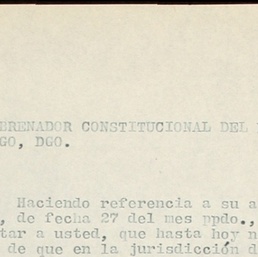 BRENADOR CONSTITUCIONAL DEL
GO, DGO.
Haciendo referencia a su a
, de fecha 27 del mes ppdo.,
tar a usted, que hasta hoy n
de que en la jurisdicción d